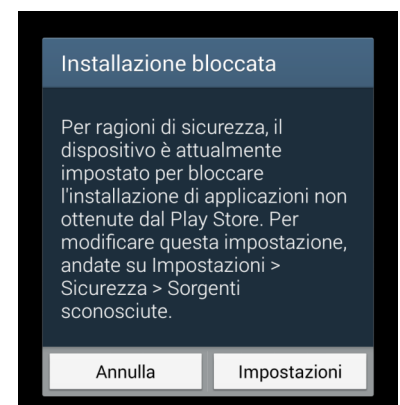 Installazione bloccata
Per ragioni di sicurezza, il
dispositivo è attualmente
impostato per bloccare
l'installazione di applicazioni non
ottenute dal Play Store. Per
modificare questa impostazione,
andate su Impostazioni >
Sicurezza > Sorgenti
sconosciute.
Annulla
Impostazioni